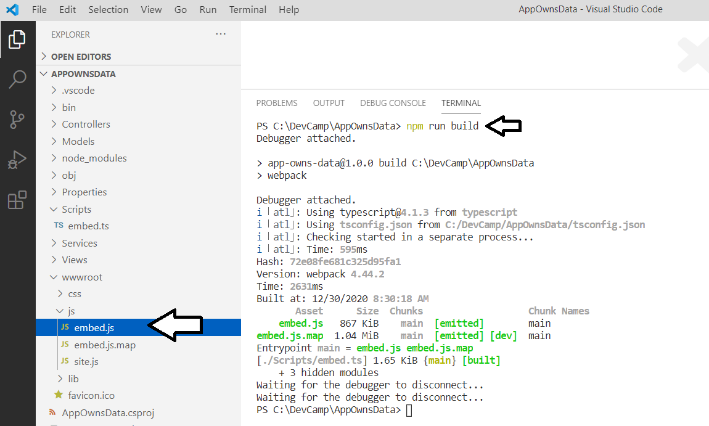 File Edit Selection View Go Run Terminal Help AppOwnsData - Visual Studio Code
EXPLORER
OPEN EDITORS
APPOWNSDATA
.vscode
bin
Controllers
Models
node_modules
obj
Properties
Scripts
TS embed.ts
Services
Views
wwwroot
css
js
JS embed.js
JS embed.js.map
JS site.js
lib
favicon.ico
AppOwnsData.csproj
PROBLEMS OUTPUT DEBUG CONSOLE TERMINAL
PS C:\DevCamp\AppOwnsData> npm run build
Debugger attached.
> app-owns-data@1.0.0 build C:\DevCamp\AppOwnsData
> webpack
Debugger attached.
i ｢atl｣: Using typescript@4.1.3 from typescript
i ｢atl｣: Using tsconfig.json from C:/DevCamp/AppOwnsData/tsconfig.json
i ｢atl｣: Checking started in a separate process...
i ｢atl｣: Time: 595ms
Hash: 72e08fe681c325d95fa1
Version: webpack 4.44.2
Time: 2631ms
Built at: 12/30/2020 8:30:18 AM
Asset Size Chunks Chunk Names
embed.js 867 KiB main [emitted] main
embed.js.map 1.04 MiB main [emitted] [dev] main
Entrypoint main = embed.js embed.js.map
[./Scripts/embed.ts] 1.65 KiB {main} [built]
+ 3 hidden modules
Waiting for the debugger to disconnect...
Waiting for the debugger to disconnect...
PS C:\DevCamp\AppOwnsData>